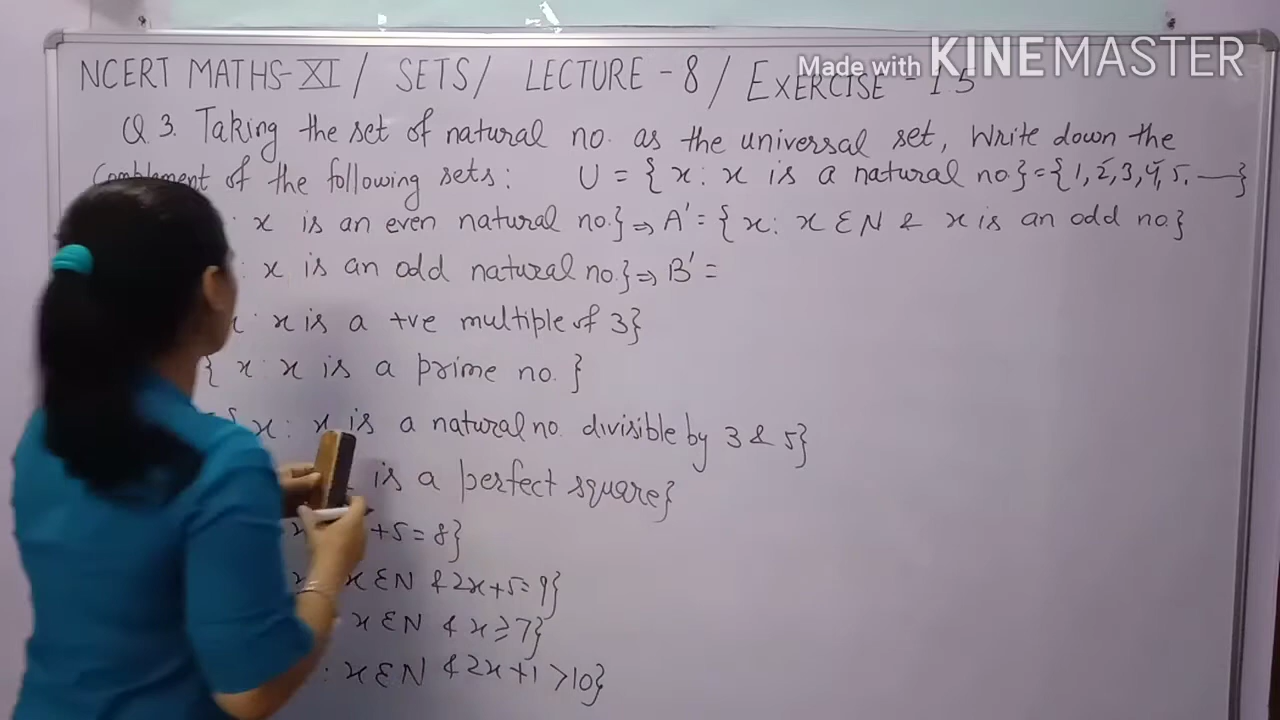 Made with KINEMASTER
NCERT MATHS-XI / SETS / LECTURE - 8 / EXERCISE - 1.5
Q 3. Taking the set of natural no. as the universal set, Write down the
Complement of the following sets: U = {x: x is a natural no.} = {1, 2, 3, 4, 5, —}
x is an even natural no.} ⇒ A' = {x: x ∈ N & x is an odd no.}
: x is an odd natural no.} ⇒ B' =
x: x is a +ve multiple of 3}
{ x: x is a prime no. }
{ x: x is a natural no. divisible by 3 & 5}
is a perfect square}
x +5 = 8}
x x ∈ N & 2x+5=9}
x ∈ N & x ≥ 7}
: x ∈ N & 2x+1 >10}